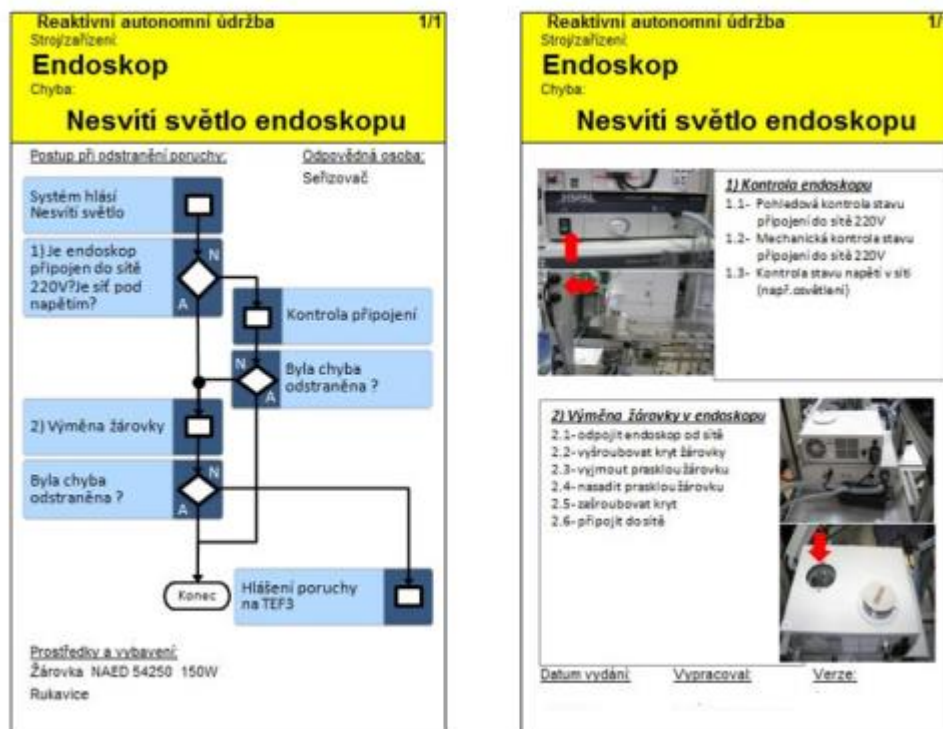 Reaktivní autonomní údržba 1/1
Stroj/zařízení:
Endoskop
Chyba:
Nesvítí světlo endoskopu
Postup při odstranění poruchy:
Odpovědná osoba:
Seřizovač
Systém hlásí
Nesvítí světlo
1) Je endoskop
připojen do sítě
220V?Je síť pod
napětím?
N
A
Kontrola připojení
N
A
Byla chyba
odstraněna ?
2) Výměna žárovky
Byla chyba
odstraněna ?
N
A
Konec
Hlášení poruchy
na TEF3
Prostředky a vybavení:
Žárovka NAED 54250 150W
Rukavice
Reaktivní autonomní údržba
Stroj/zařízení:
Endoskop
Chyba:
Nesvítí světlo endoskopu
1) Kontrola endoskopu
1.1- Pohledová kontrola stavu
připojení do sítě 220V
1.2- Mechanická kontrola stavu
připojení do sítě 220V
1.3- Kontrola stavu napětí v síti
(např.osvětlení)
2) Výměna žárovky v endoskopu
2.1- odpojit endoskop od sítě
2.2- vyšroubovat kryt žárovky
2.3- vyjmout prasklou žárovku
2.4- nasadit prasklou žárovku
2.5- zašroubovat kryt
2.6- připojit do sítě
Datum vydání: Vypracoval: Verze: